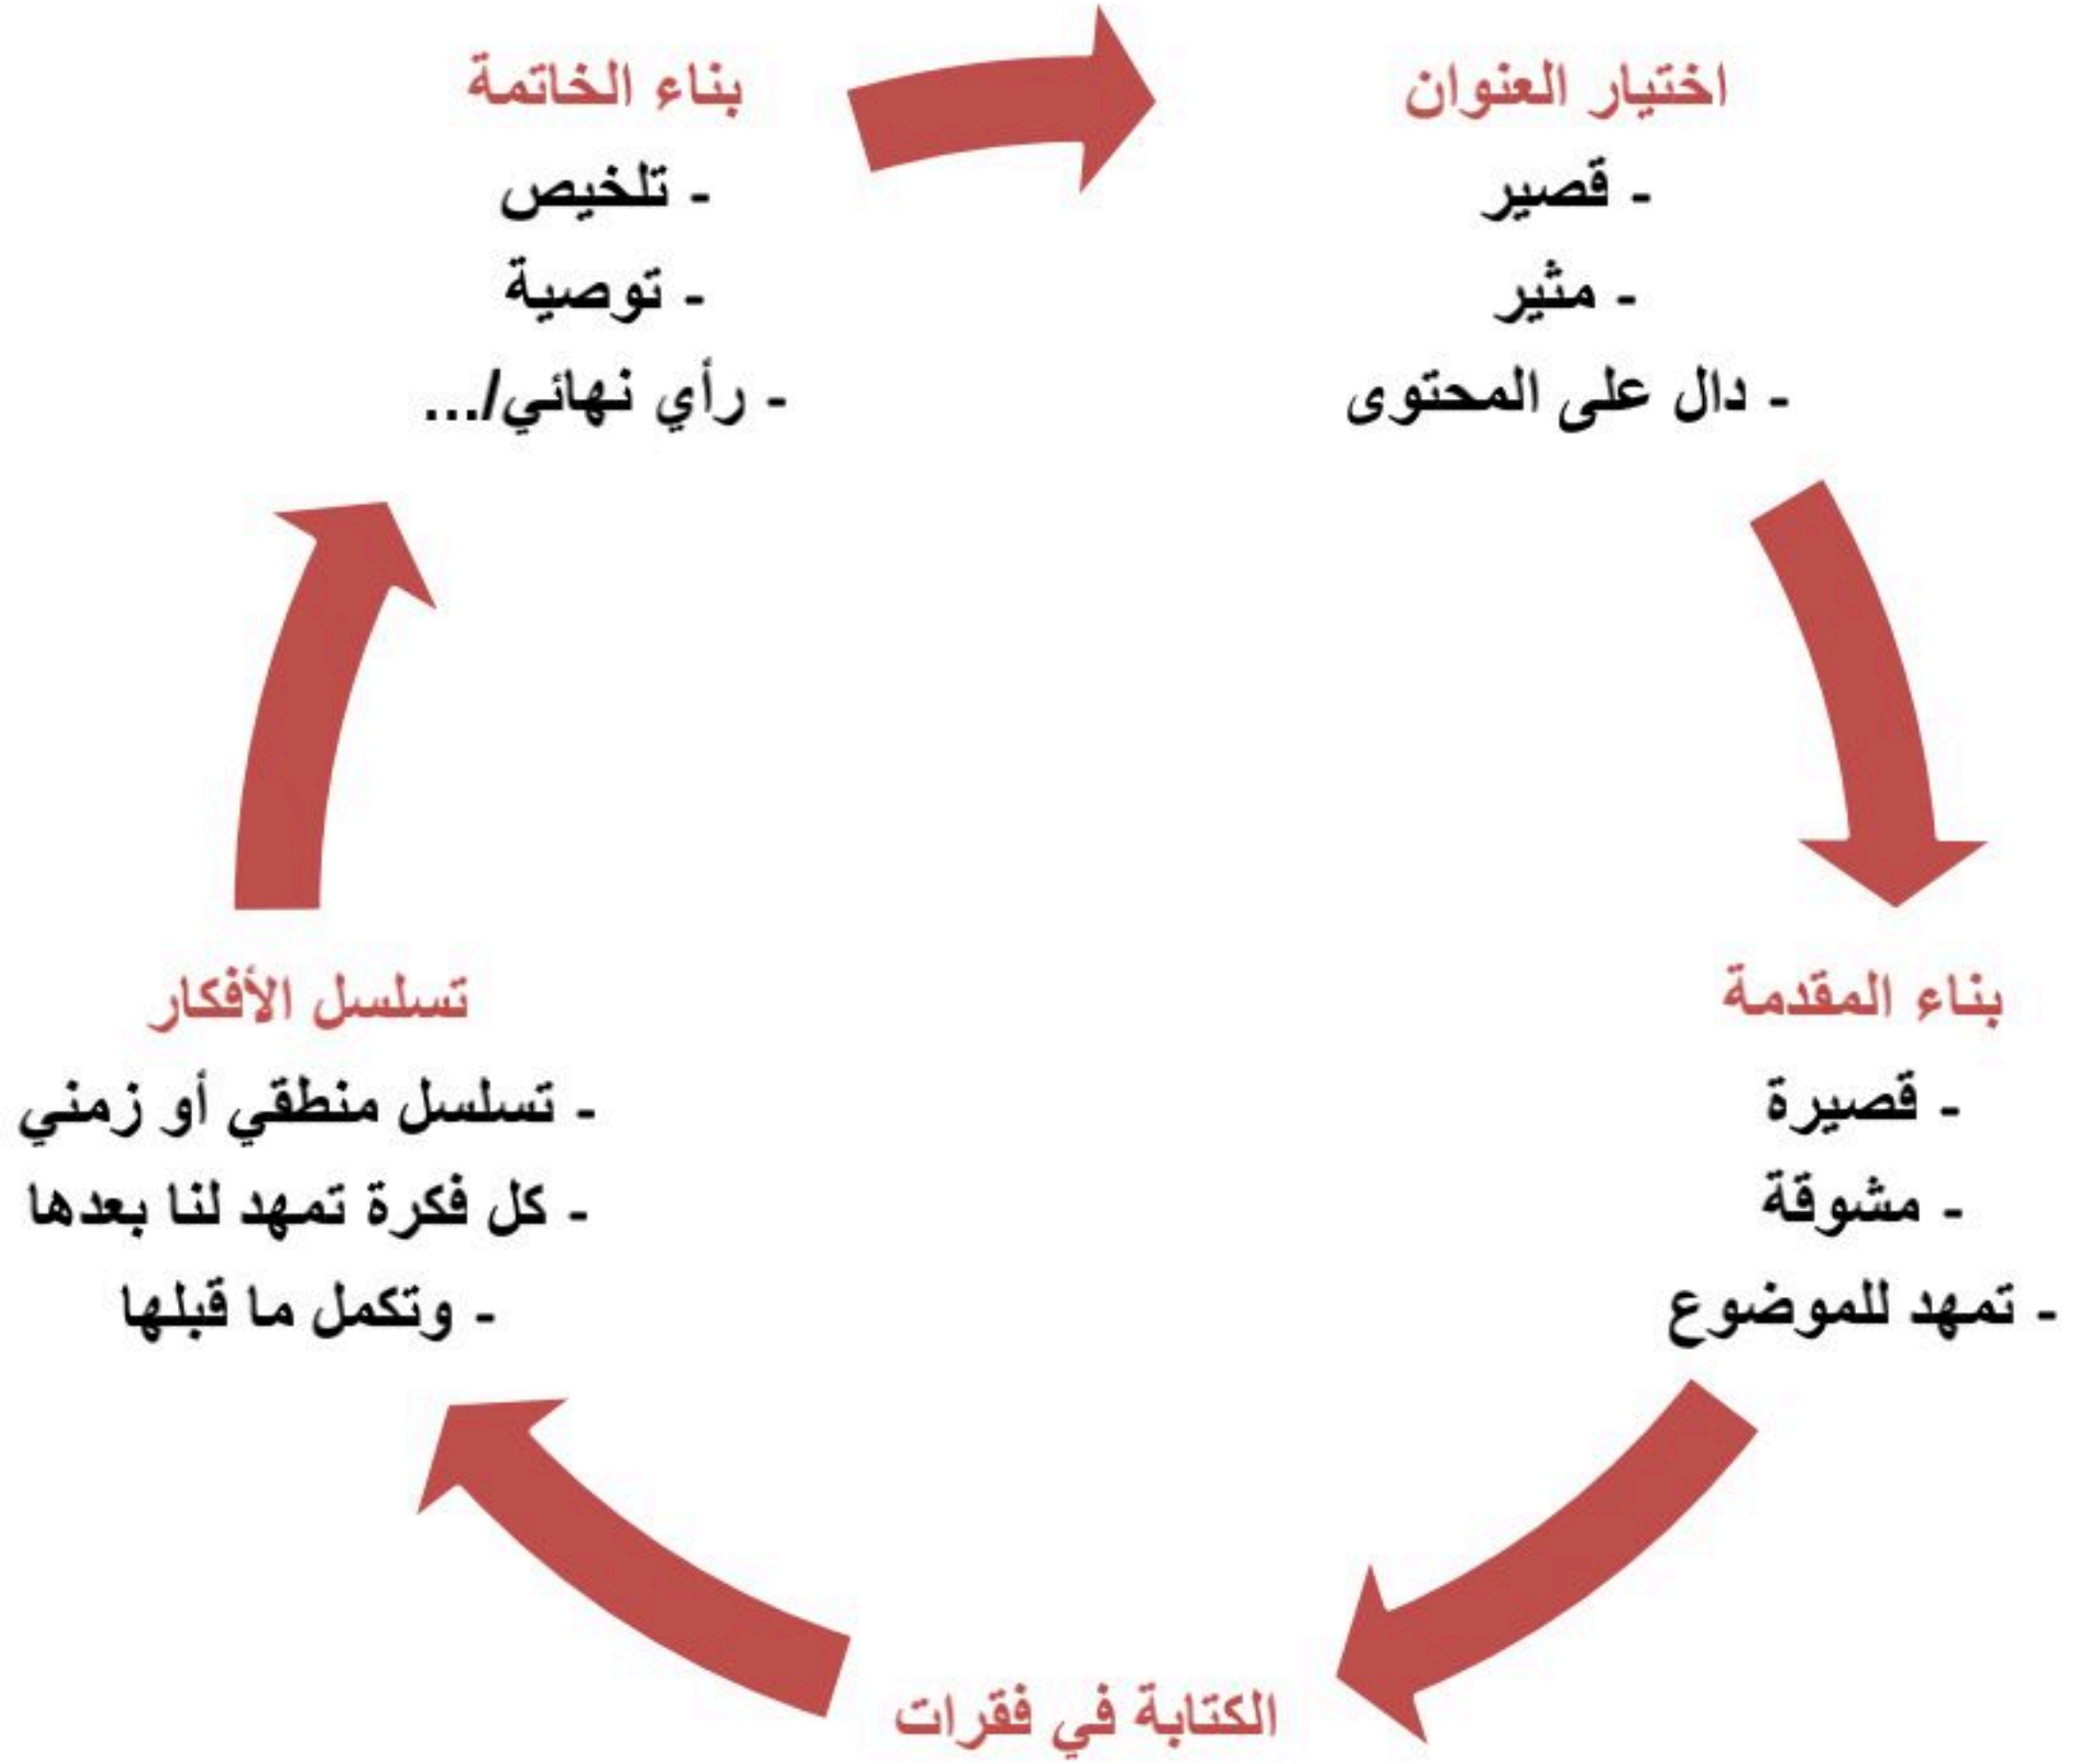 اختيار العنوان
- قصير
- مثير
- دال على المحتوى
بناء المقدمة
- قصيرة
- مشوقة
- تمهد للموضوع
الكتابة في فقرات
تسلسل الأفكار
- تسلسل منطقي أو زمني
- كل فكرة تمهد لنا بعدها
- وتكمل ما قبلها
بناء الخاتمة
- تلخيص
- توصية
- رأي نهائي/...